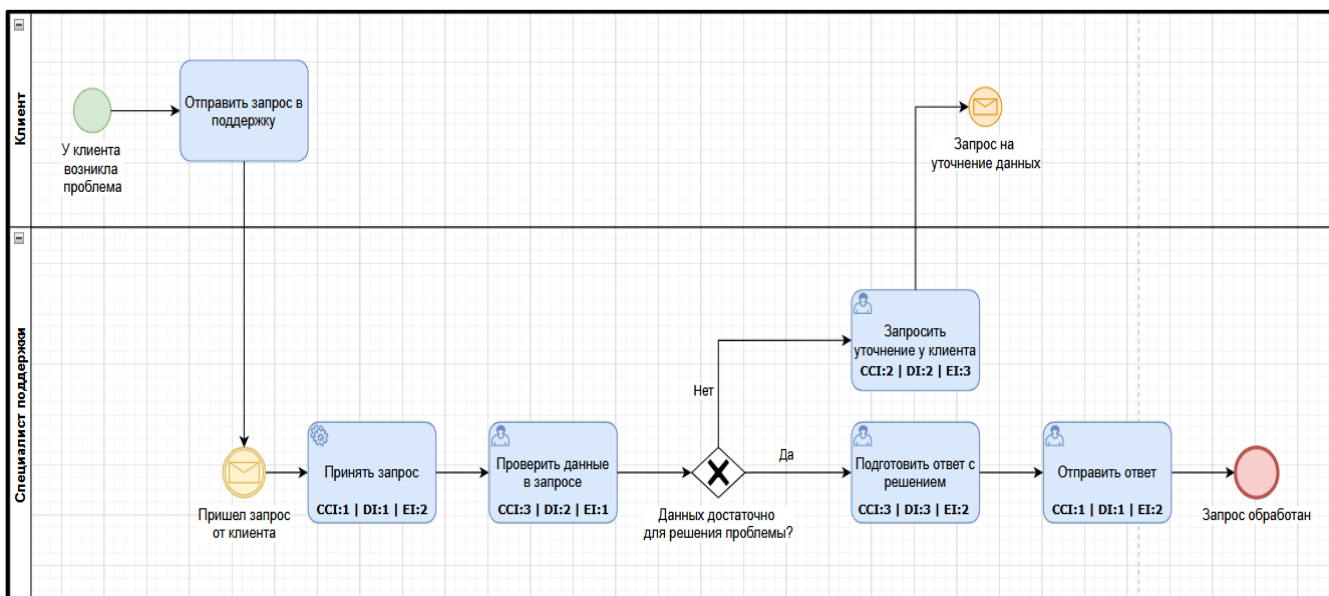 Клиент
У клиента
возникла
проблема
Отправить запрос в
поддержку
Запрос на
уточнение данных
Специалист поддержки
Пришел запрос
от клиента
Принять запрос
CCI:1 | DI:1 | EI:2
Проверить данные
в запросе
CCI:3 | DI:2 | EI:1
Данных достаточно
для решения проблемы?
Нет
Запросить
уточнение у клиента
CCI:2 | DI:2 | EI:3
Да
Подготовить ответ с
решением
CCI:3 | DI:3 | EI:2
Отправить ответ
CCI:1 | DI:1 | EI:2
Запрос обработан